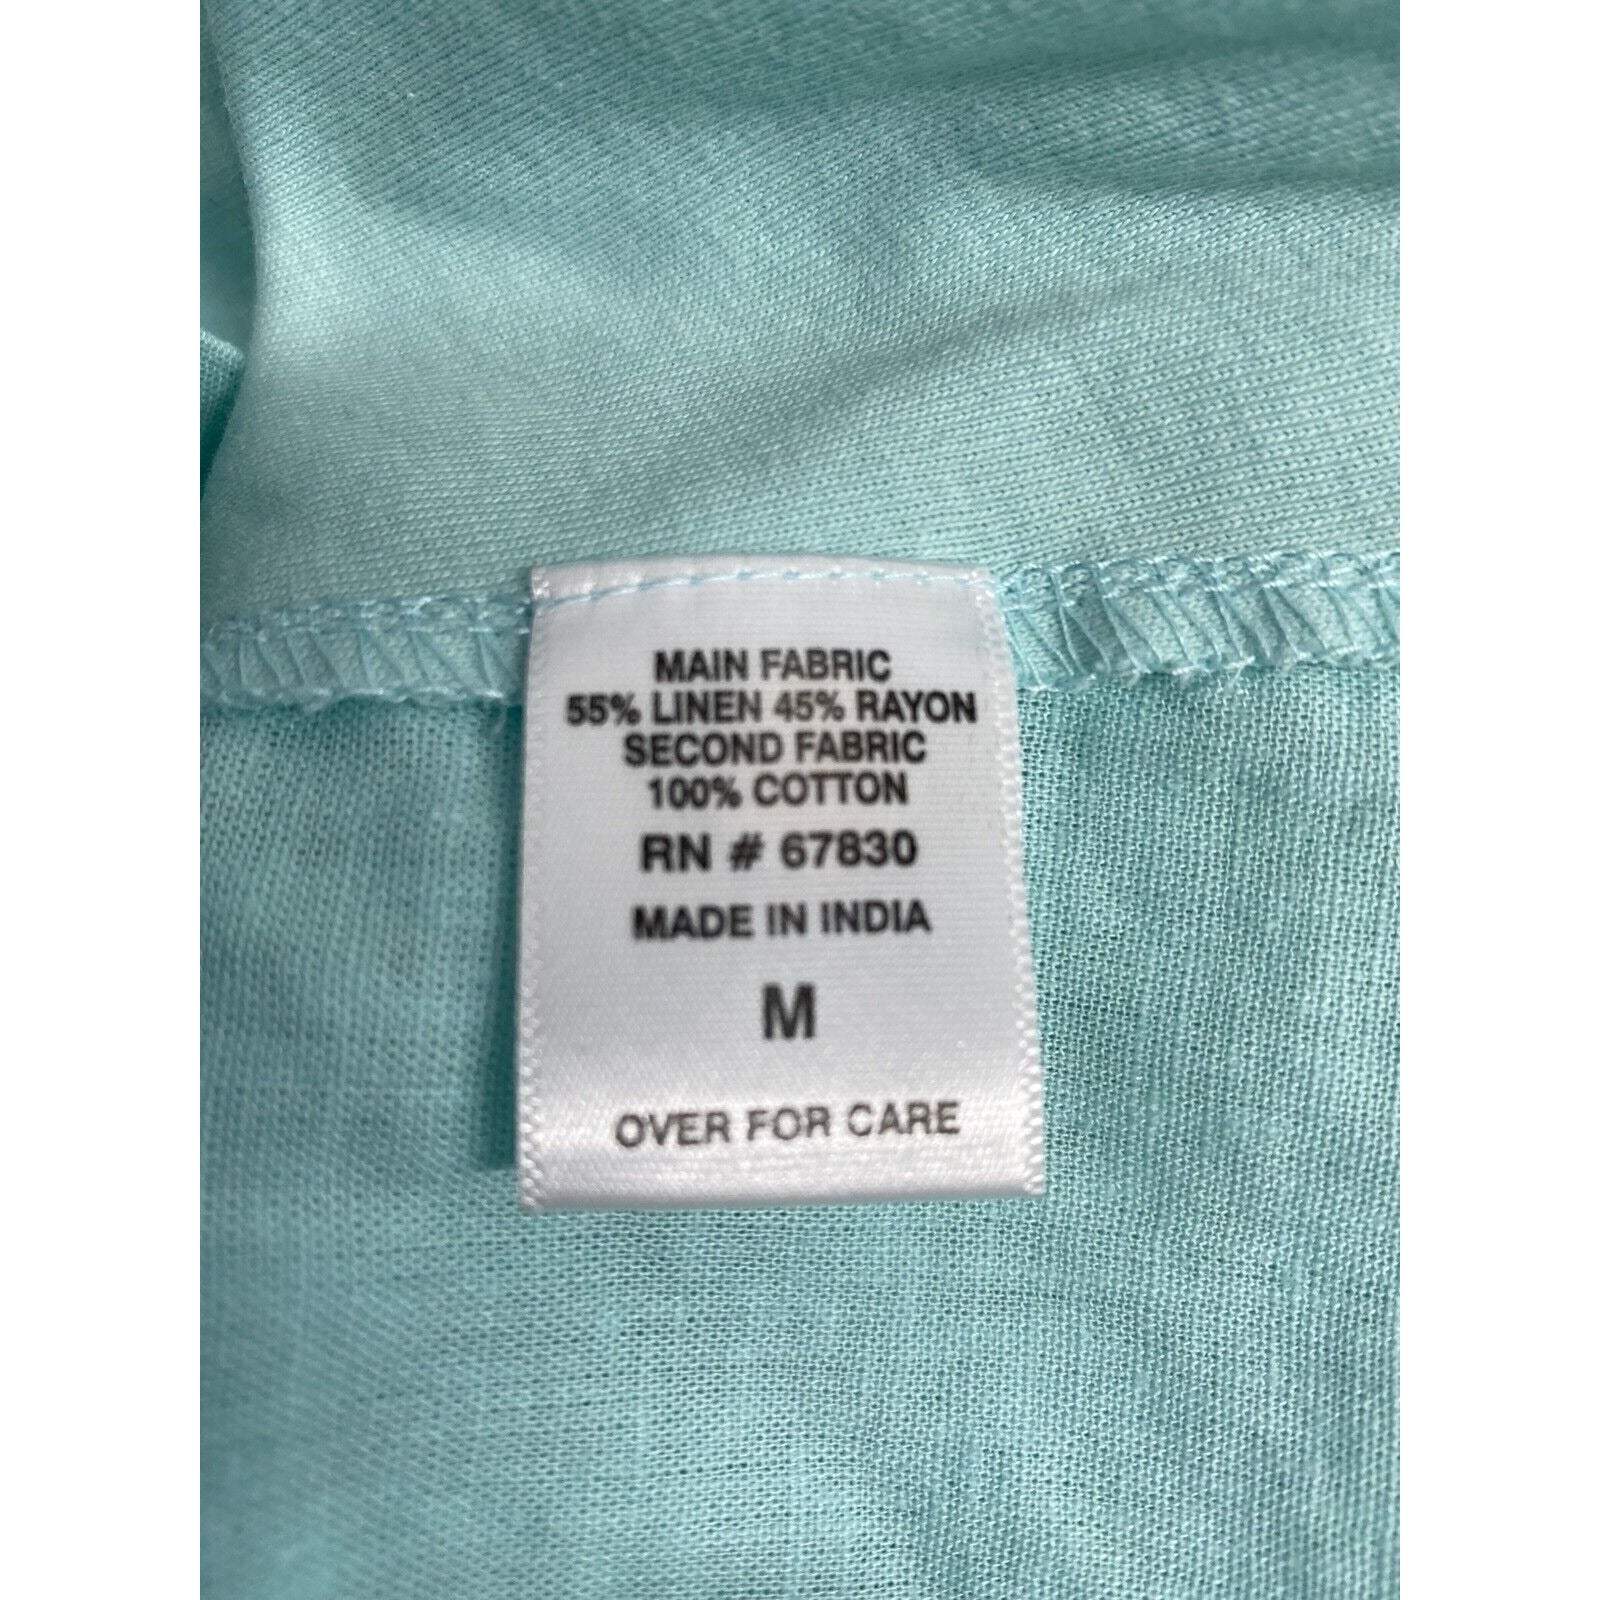 MAIN FABRIC
55% LINEN 45% RAYON
SECOND FABRIC
100% COTTON
RN # 67830
MADE IN INDIA
M
OVER FOR CARE